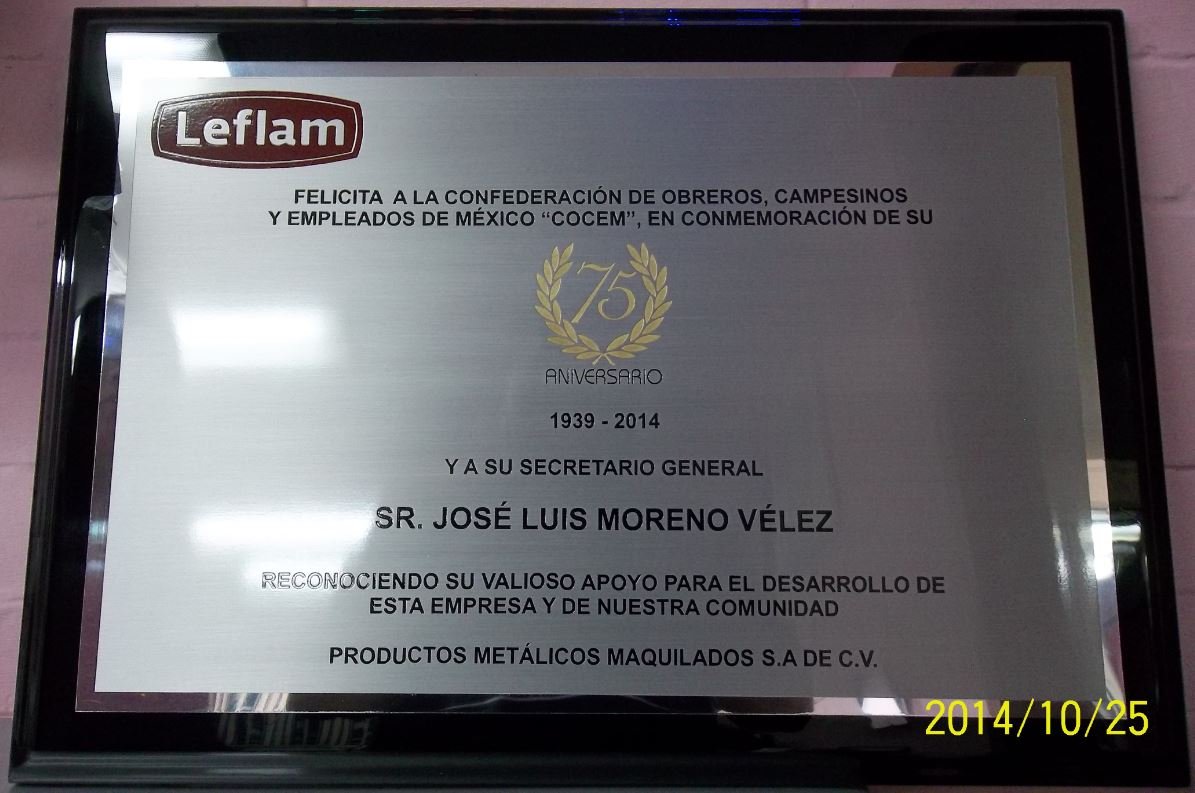 Leflam
FELICITA A LA CONFEDERACIÓN DE OBREROS, CAMPESINOS
Y EMPLEADOS DE MÉXICO “COCEM”, EN CONMEMORACIÓN DE SU
75
ANIVERSARIO
1939 - 2014
Y A SU SECRETARIO GENERAL
SR. JOSÉ LUIS MORENO VÉLEZ
RECONOCIENDO SU VALIOSO APOYO PARA EL DESARROLLO DE
ESTA EMPRESA Y DE NUESTRA COMUNIDAD
PRODUCTOS METÁLICOS MAQUILADOS S.A DE C.V.
2014/10/25